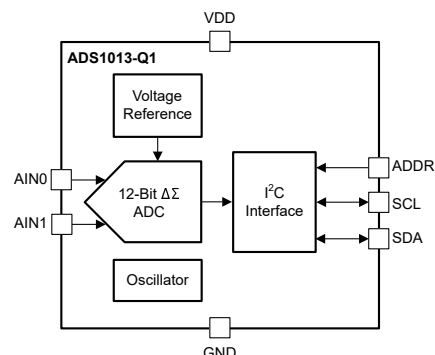 VDD
ADS1013-Q1
Voltage
Reference
AIN0
AIN1
12-Bit ΔΣ
ADC
I²C
Interface
ADDR
SCL
SDA
Oscillator
GND